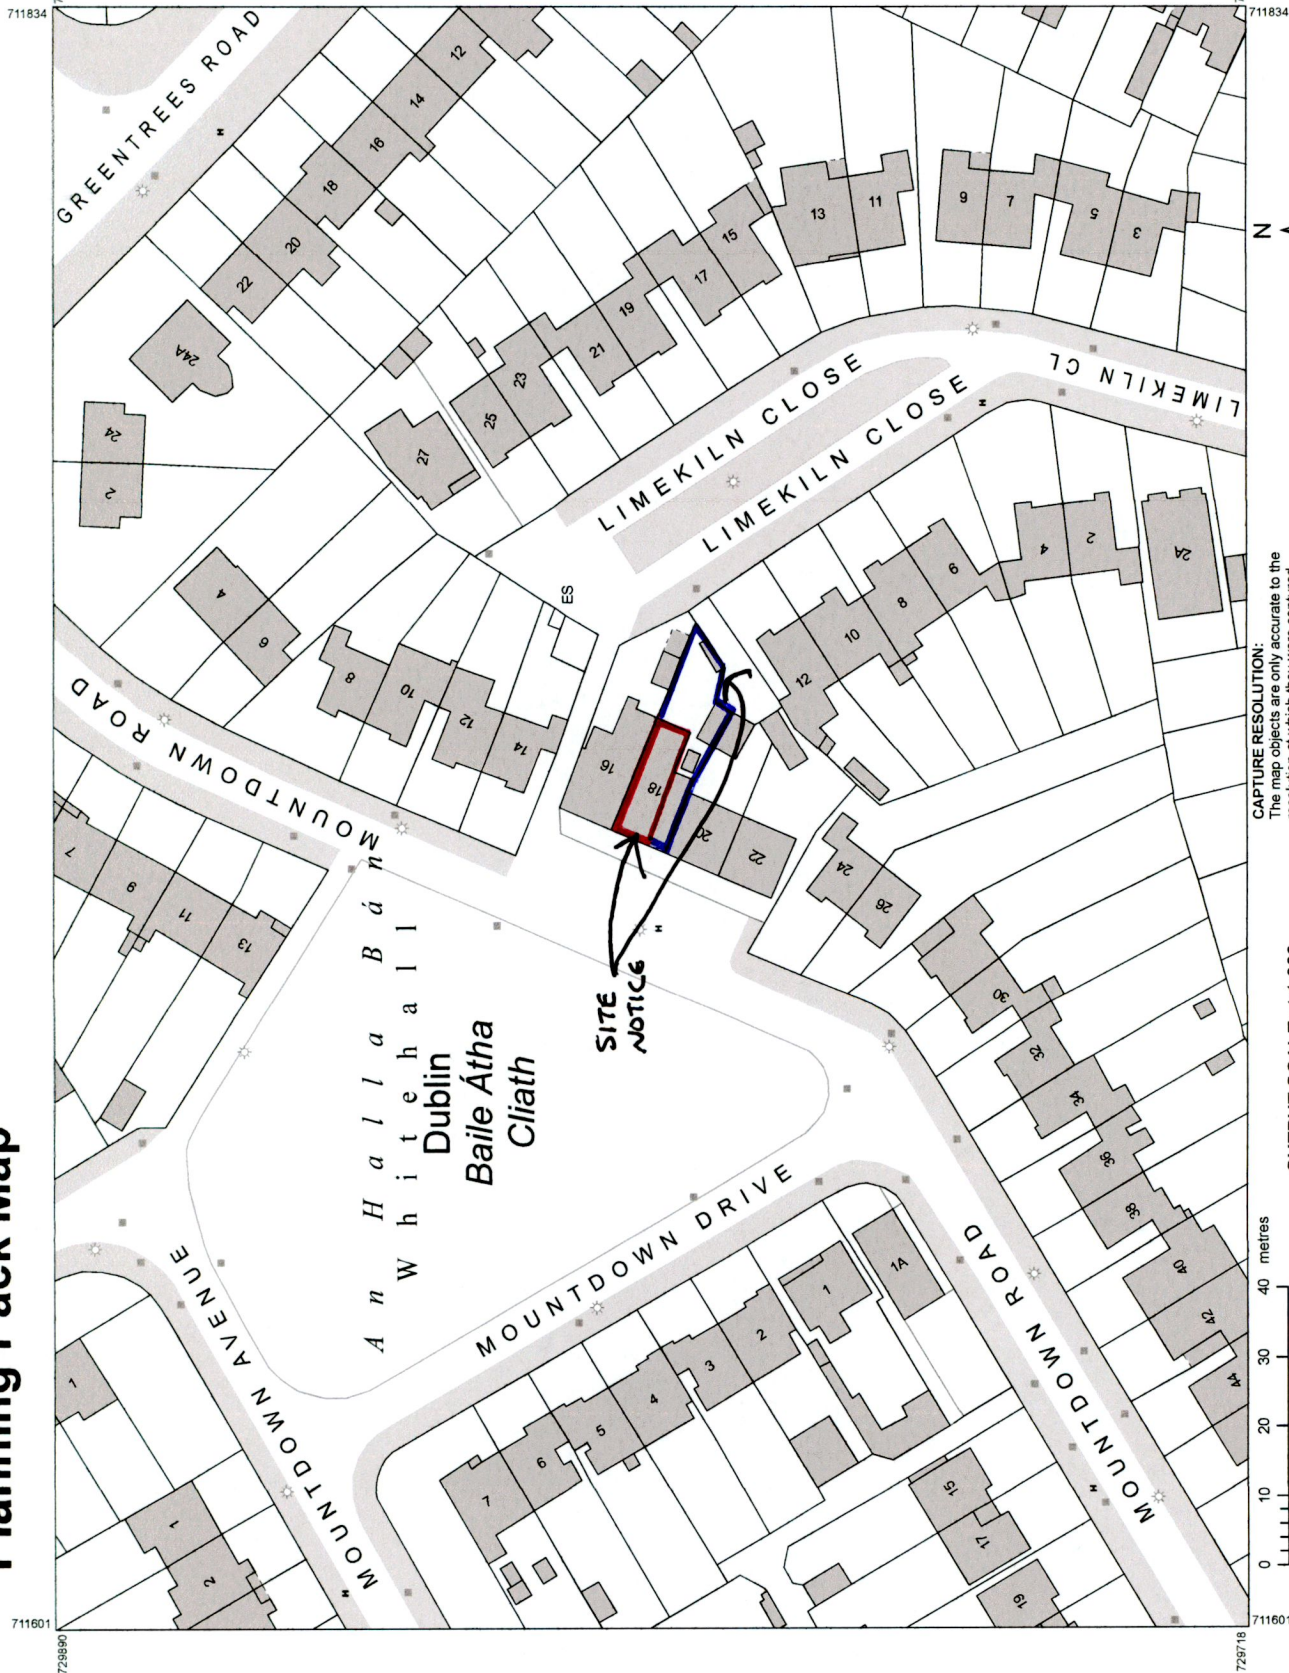 Planning Pack Map
711834
711834
711601
711601
729890
729718
GREENTREES ROAD
12
14
16
18
20
22
24A
24
2
4
6
8
10
12
14
MOUNTDOWN ROAD
MOUNTDOWN
7
9
11
13
27
25
23
21
19
17
15
13
11
9
7
5
3
LIMEKILN CLOSE
LIMEKILN CLOSE
LIMEKILN CL
ES
16
18
20
22
12
10
8
6
4
2
2A
24
26
30
32
34
36
38
40
42
44
SITE
NOTICE
An Halla Bán
Whitehall
Dublin
Baile Átha
Cliath
MOUNTDOWN AVENUE
MOUNTDOWN
1
1
2
MOUNTDOWN DRIVE
7
6
5
4
3
2
1
1A
15
17
19
MOUNTDOWN ROAD
MOUNTDOWN
H
H
H
H
H
N
0 10 20 30 40 metres
CAPTURE RESOLUTION:
The map objects are only accurate to the